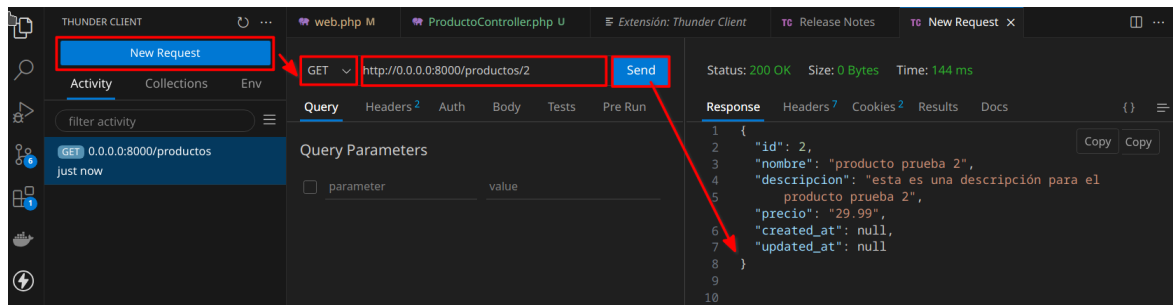 THUNDER CLIENT
web.php M
ProductoController.php U
Extensión: Thunder Client
TC Release Notes
TC New Request
New Request
GET
http://0.0.0.0:8000/productos/2
Send
Status: 200 OK Size: 0 Bytes Time: 144 ms
Activity Collections Env
Query Headers 2 Auth Body Tests Pre Run
Response Headers 7 Cookies 2 Results Docs
{ }
filter activity
GET 0.0.0.0:8000/productos
just now
Query Parameters
parameter value
Copy Copy
1 {
2 "id": 2,
3 "nombre": "producto prueba 2",
4 "descripcion": "esta es una descripción para el
producto prueba 2",
5 "precio": "29.99",
6 "created_at": null,
7 "updated_at": null
8 }
9
10
6
1